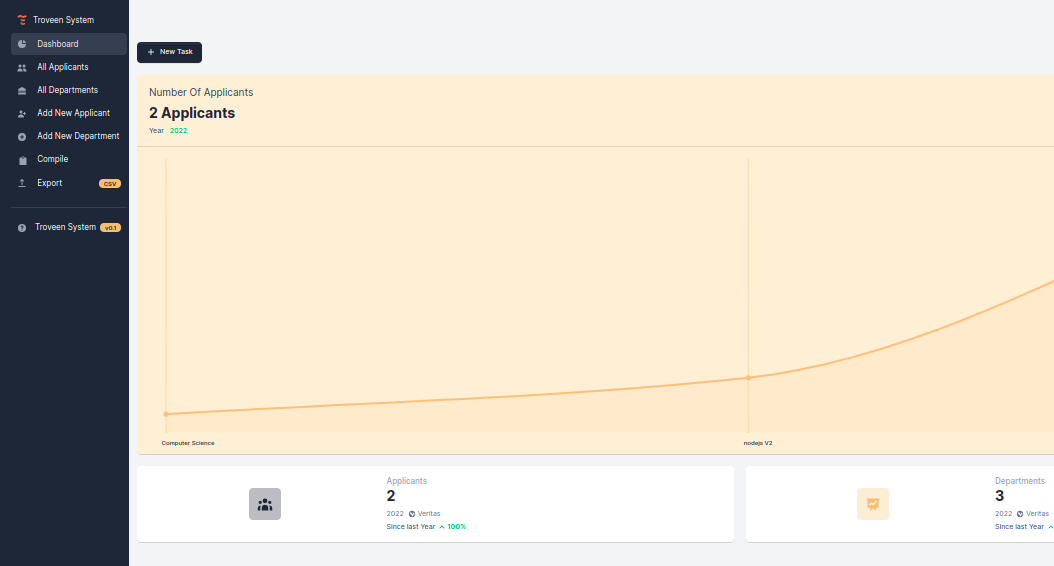 Troveen System
Dashboard
All Applicants
All Departments
Add New Applicant
Add New Department
Compile
Export CSV
Troveen System v0.1
+ New Task
Number Of Applicants
2 Applicants
Year 2022
Computer Science
nodejs V2
Applicants
2
2022 Veritas
Since last Year 100%
Departments
3
2022 Veritas
Since last Year